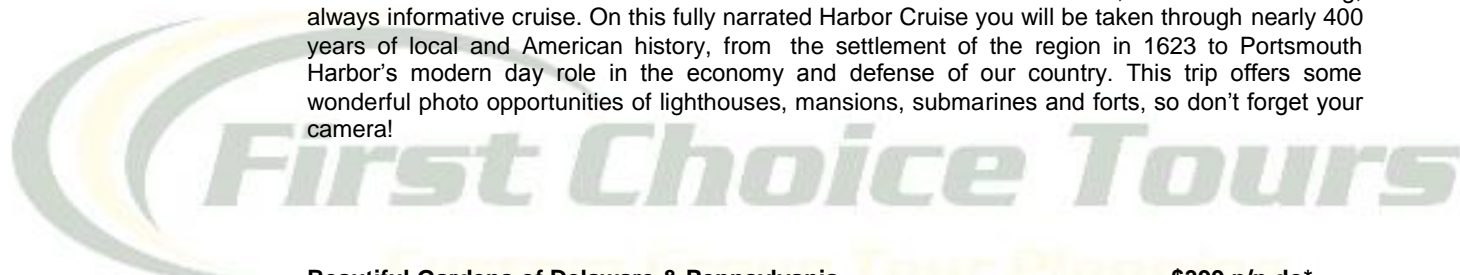 always informative cruise. On this fully narrated Harbor Cruise you will be taken through nearly 400
years of local and American history, from the settlement of the region in 1623 to Portsmouth
Harbor’s modern day role in the economy and defense of our country. This trip offers some
wonderful photo opportunities of lighthouses, mansions, submarines and forts, so don’t forget your
camera!
First Choice Tours
Beautiful Gardens of Delaware & Pennsylvania